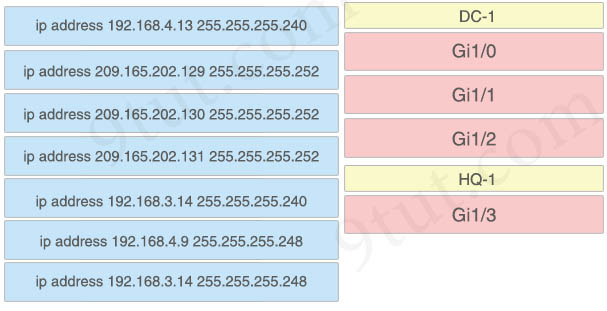 ip address 192.168.4.13 255.255.255.240
ip address 209.165.202.129 255.255.255.252
ip address 209.165.202.130 255.255.255.252
ip address 209.165.202.131 255.255.255.252
ip address 192.168.3.14 255.255.255.240
ip address 192.168.4.9 255.255.255.248
ip address 192.168.3.14 255.255.255.248
DC-1
Gi1/0
Gi1/1
Gi1/2
HQ-1
Gi1/3
9tut.com
9tut.com